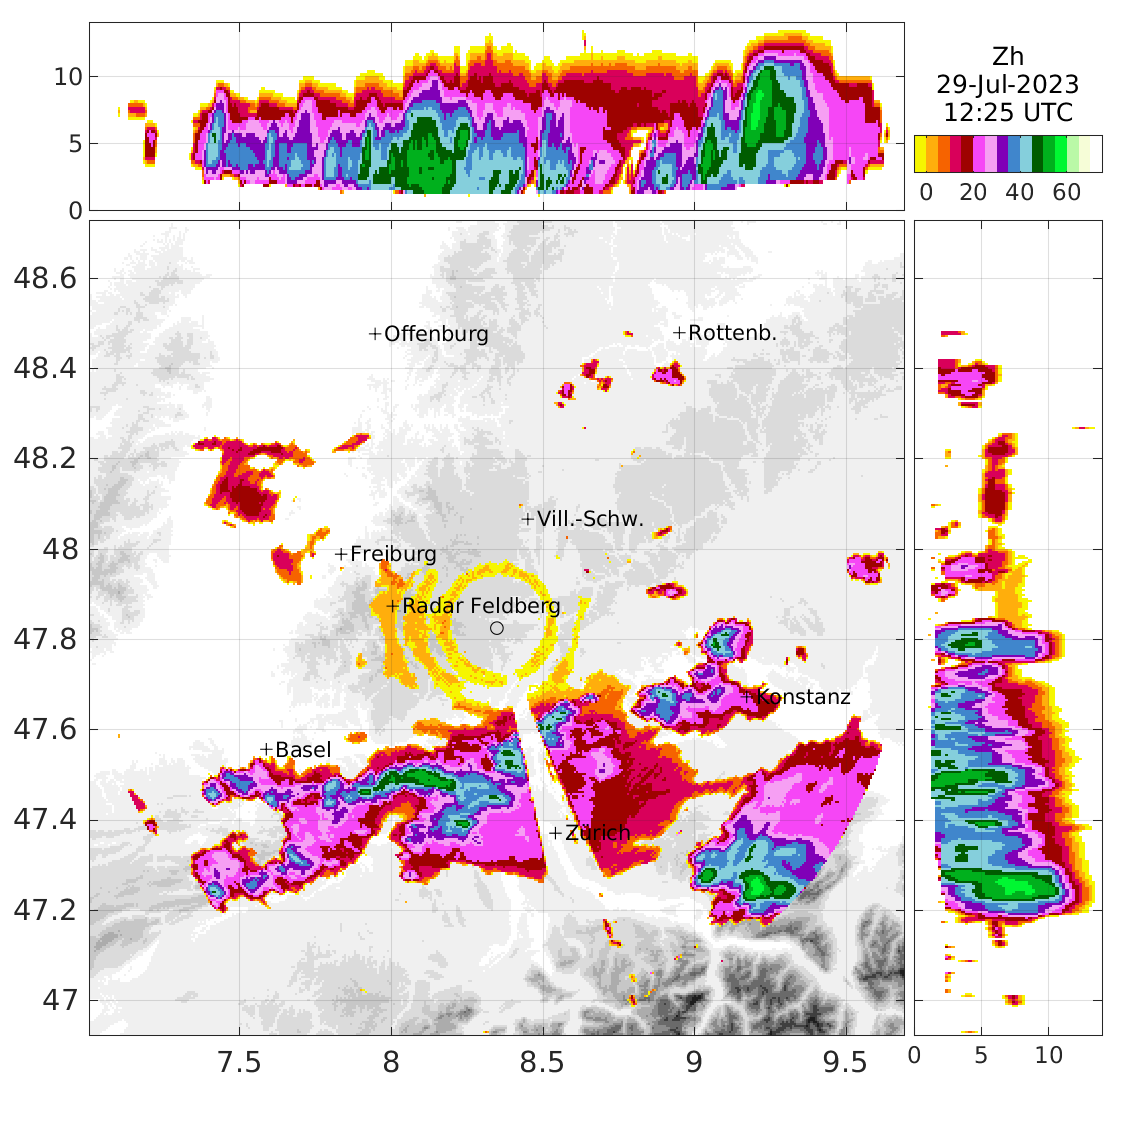 Zh
29-Jul-2023
12:25 UTC
0 20 40 60
10
5
0
48.6
48.4
48.2
48
47.8
47.6
47.4
47.2
47
+Offenburg
+Rottenb.
+Vill.-Schw.
+Freiburg
+Radar Feldberg
+Konstanz
+Basel
+Zürich
7.5 8 8.5 9 9.5
0 5 10